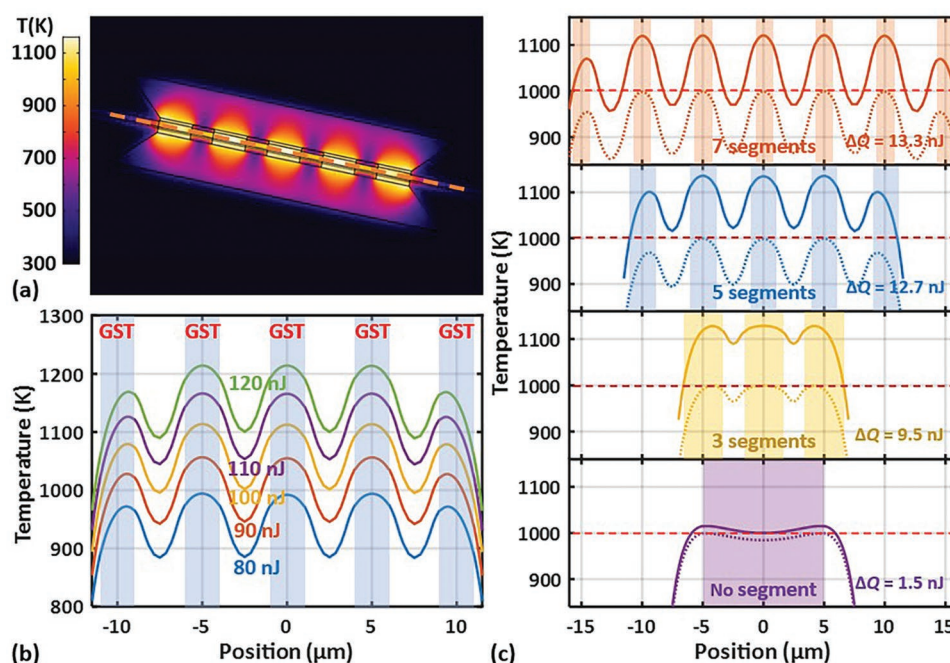 T(K)
1100
900
700
500
300
(a)
1300
1200
1100
1000
900
800
Temperature (K)
GST GST GST GST GST
120 nJ
110 nJ
100 nJ
90 nJ
80 nJ
-10 -5 0 5 10
Position (µm)
(b)
(c)
Temperature (K)
1100
1000
900
7 segments
ΔQ = 13.3 nJ
1100
1000
900
5 segments
ΔQ = 12.7 nJ
1100
1000
900
3 segments
ΔQ = 9.5 nJ
1100
1000
900
No segment
ΔQ = 1.5 nJ
-15 -10 -5 0 5 10 15
Position (µm)